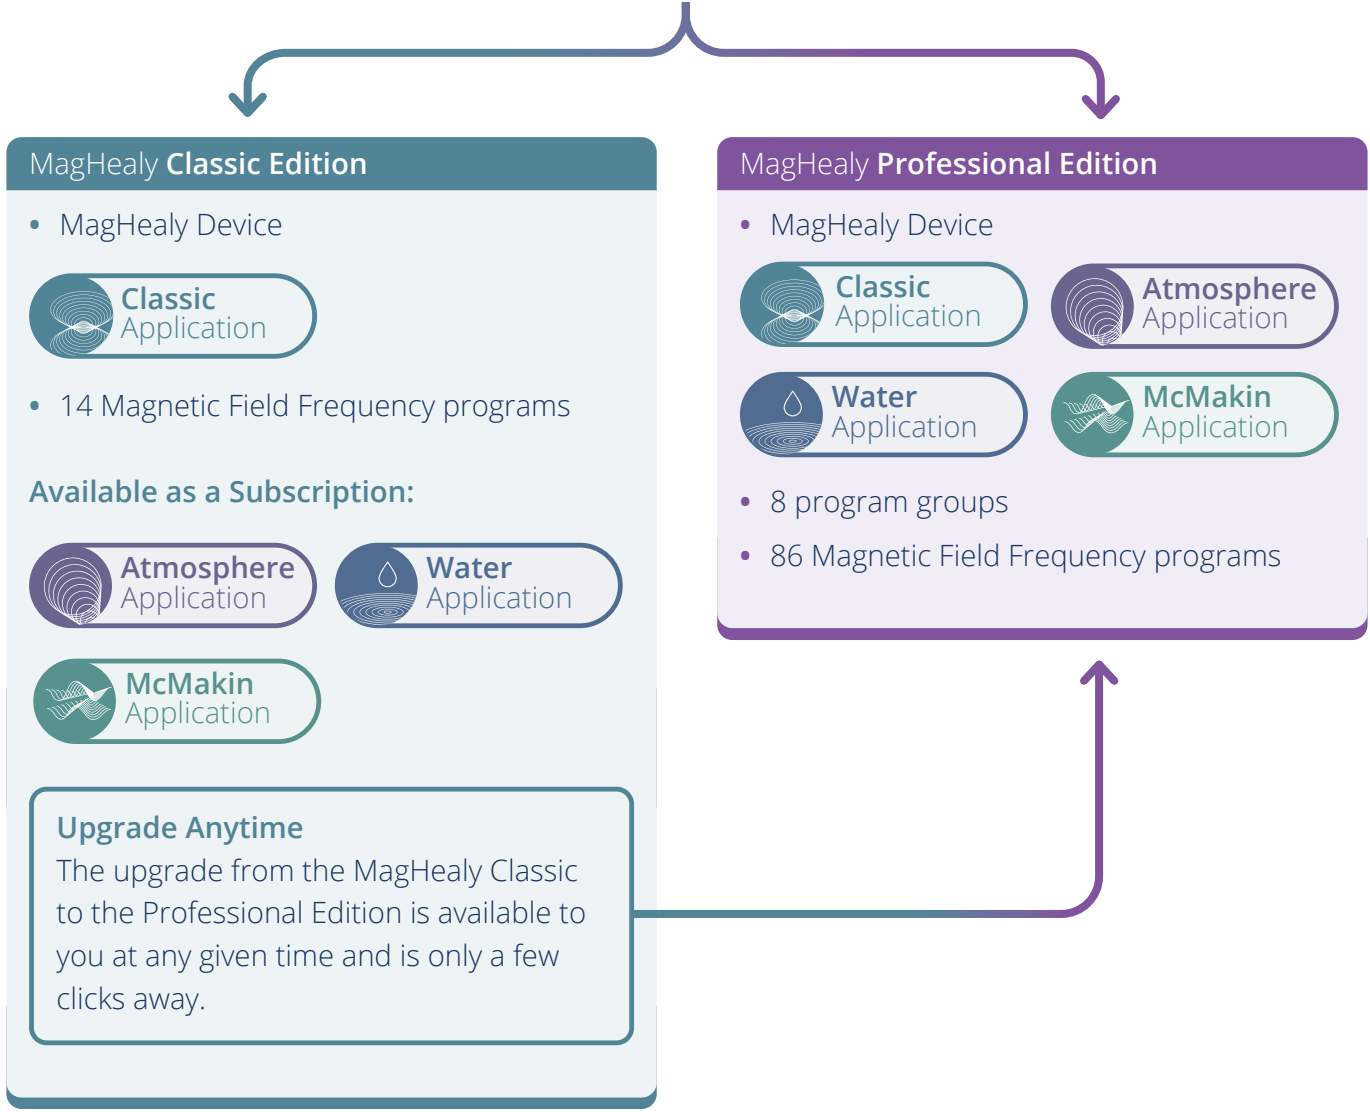 MagHealy Classic Edition
• MagHealy Device
Classic
Application
• 14 Magnetic Field Frequency programs
Available as a Subscription:
Atmosphere
Application
Water
Application
McMakin
Application
Upgrade Anytime
The upgrade from the MagHealy Classic
to the Professional Edition is available to
you at any given time and is only a few
clicks away.
MagHealy Professional Edition
• MagHealy Device
Classic
Application
Atmosphere
Application
Water
Application
McMakin
Application
• 8 program groups
• 86 Magnetic Field Frequency programs